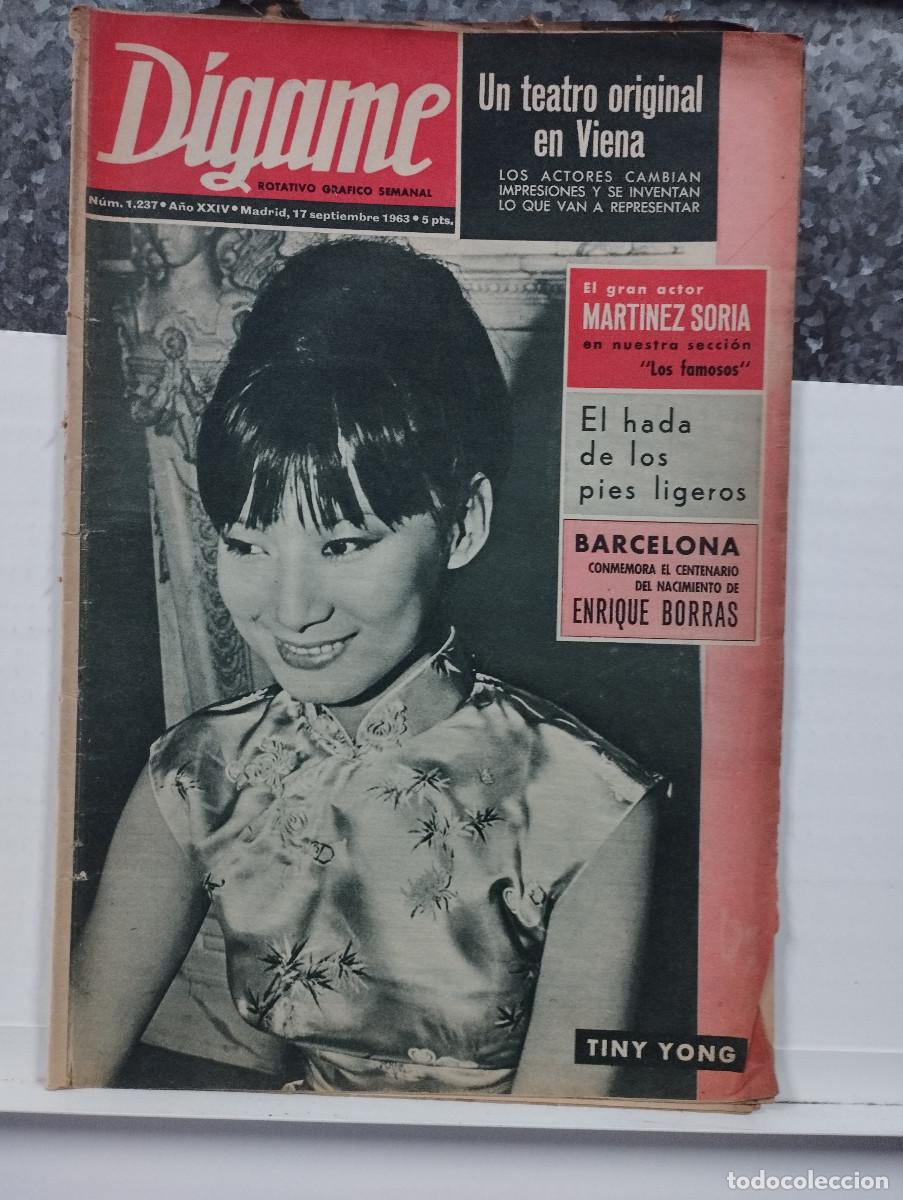 Dígame
ROTATIVO GRAFICO SEMANAL
Núm. 1.237 • Año XXIV • Madrid, 17 septiembre 1963 • 5 pts.
Un teatro original
en Viena
LOS ACTORES CAMBIAN
IMPRESIONES Y SE INVENTAN
LO QUE VAN A REPRESENTAR
El gran actor
MARTINEZ SORIA
en nuestra sección
"Los famosos"
El hada
de los
pies ligeros
BARCELONA
CONMEMORA EL CENTENARIO
DEL NACIMIENTO DE
ENRIQUE BORRAS
TINY YONG
todocoleccion